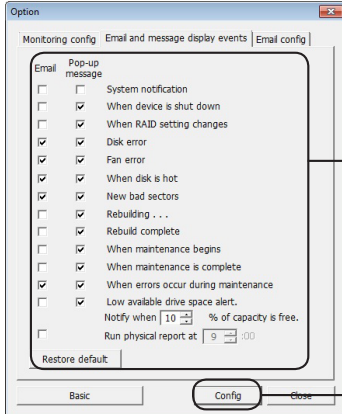 Option
Monitoring config Email and message display events Email config
Email Pop-up message
System notification
When device is shut down
When RAID setting changes
Disk error
Fan error
When disk is hot
New bad sectors
Rebuilding . . .
Rebuild complete
When maintenance begins
When maintenance is complete
When errors occur during maintenance
Low available drive space alert.
Notify when 10 % of capacity is free.
Run physical report at 9 :00
Restore default
Basic Config Close